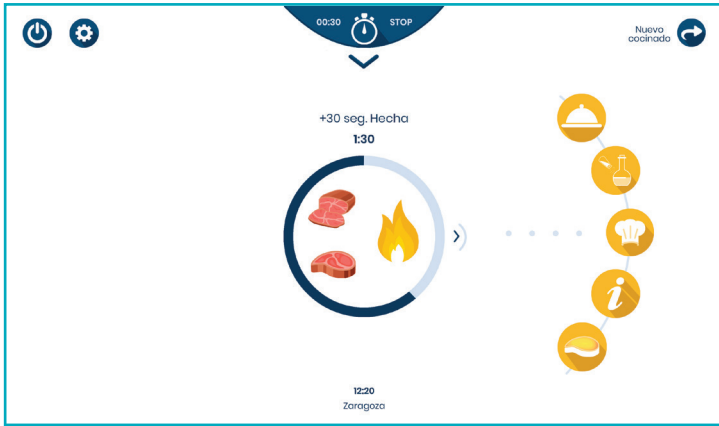 00:30 STOP
Nuevo
cocinado
+30 seg. Hecha
1:30
12:20
Zaragoza